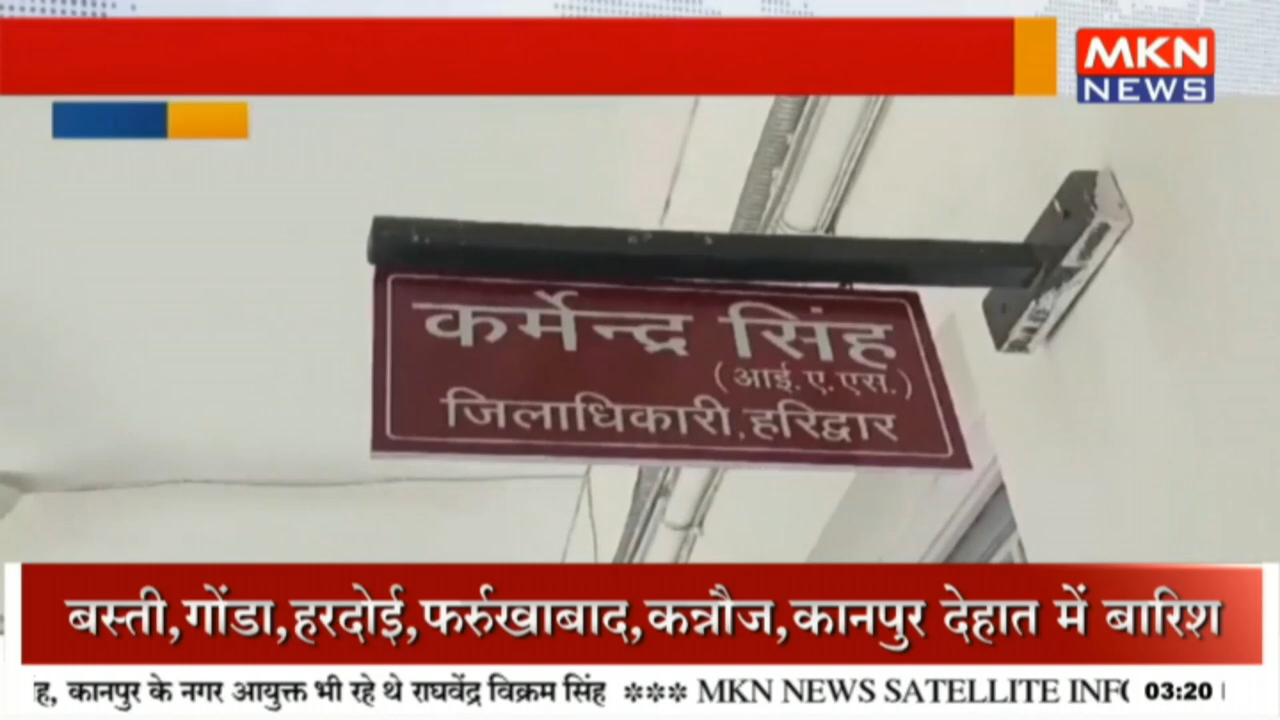 MKN
NEWS
कर्मेन्द्र सिंह
(आई.ए.एस.)
जिलाधिकारी,हरिद्वार
बस्ती,गोंडा,हरदोई,फर्रुखाबाद,कन्नौज,कानपुर देहात में बारिश
ह, कानपुर के नगर आयुक्त भी रहे थे राघवेंद्र विक्रम सिंह *** MKN NEWS SATELLITE INF 03:20